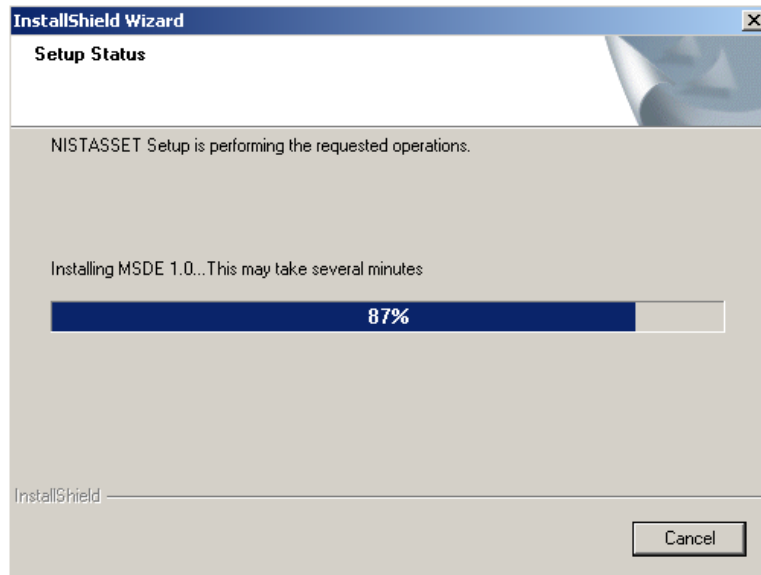 InstallShield Wizard
Setup Status
NISTASSET Setup is performing the requested operations.
Installing MSDE 1.0...This may take several minutes
87%
InstallShield
Cancel